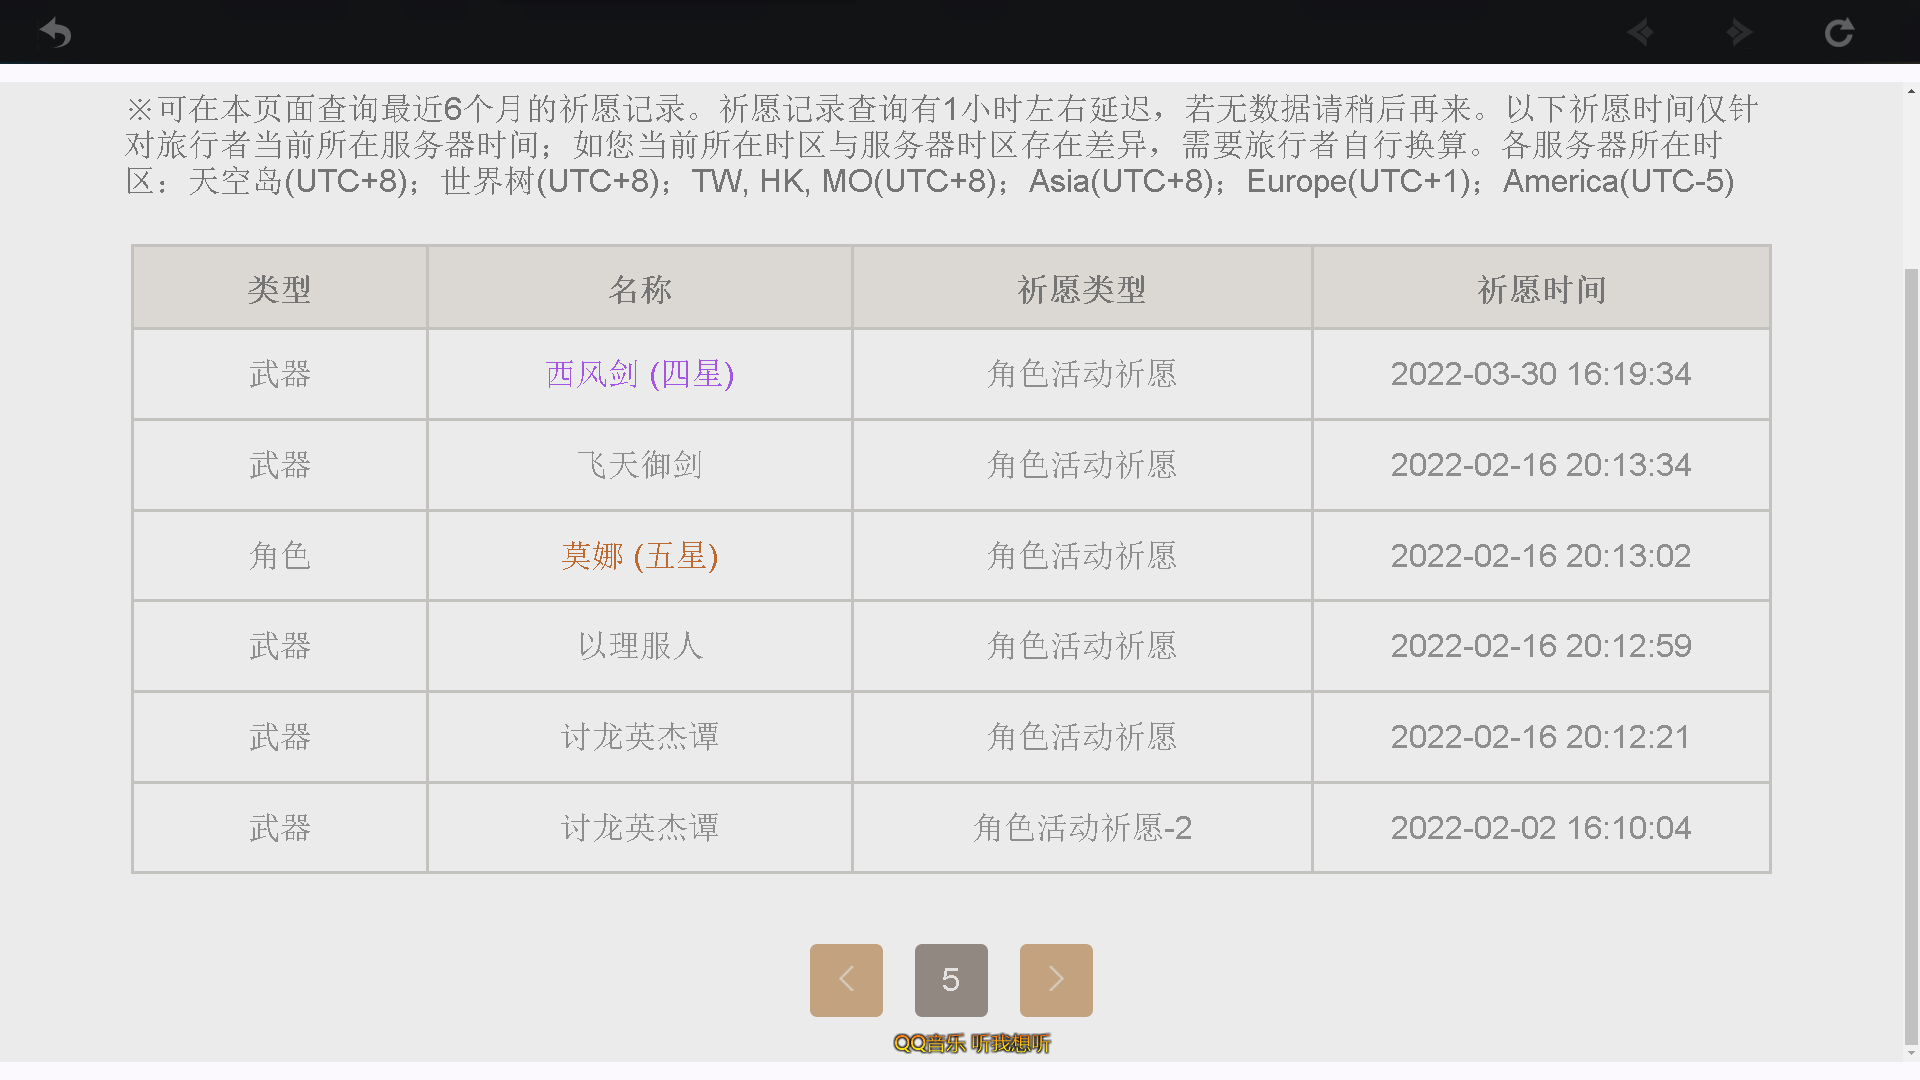 ※可在本页面查询最近6个月的祈愿记录。祈愿记录查询有1小时左右延迟，若无数据请稍后再来。以下祈愿时间仅针
对旅行者当前所在服务器时间；如您当前所在时区与服务器时区存在差异，需要旅行者自行换算。各服务器所在时
区：天空岛(UTC+8)；世界树(UTC+8)；TW, HK, MO(UTC+8)；Asia(UTC+8)；Europe(UTC+1)；America(UTC-5)
类型 名称 祈愿类型 祈愿时间
武器 西风剑 (四星) 角色活动祈愿 2022-03-30 16:19:34
武器 飞天御剑 角色活动祈愿 2022-02-16 20:13:34
角色 莫娜 (五星) 角色活动祈愿 2022-02-16 20:13:02
武器 以理服人 角色活动祈愿 2022-02-16 20:12:59
武器 讨龙英杰谭 角色活动祈愿 2022-02-16 20:12:21
武器 讨龙英杰谭 角色活动祈愿-2 2022-02-02 16:10:04
5
QQ音乐 听我想听